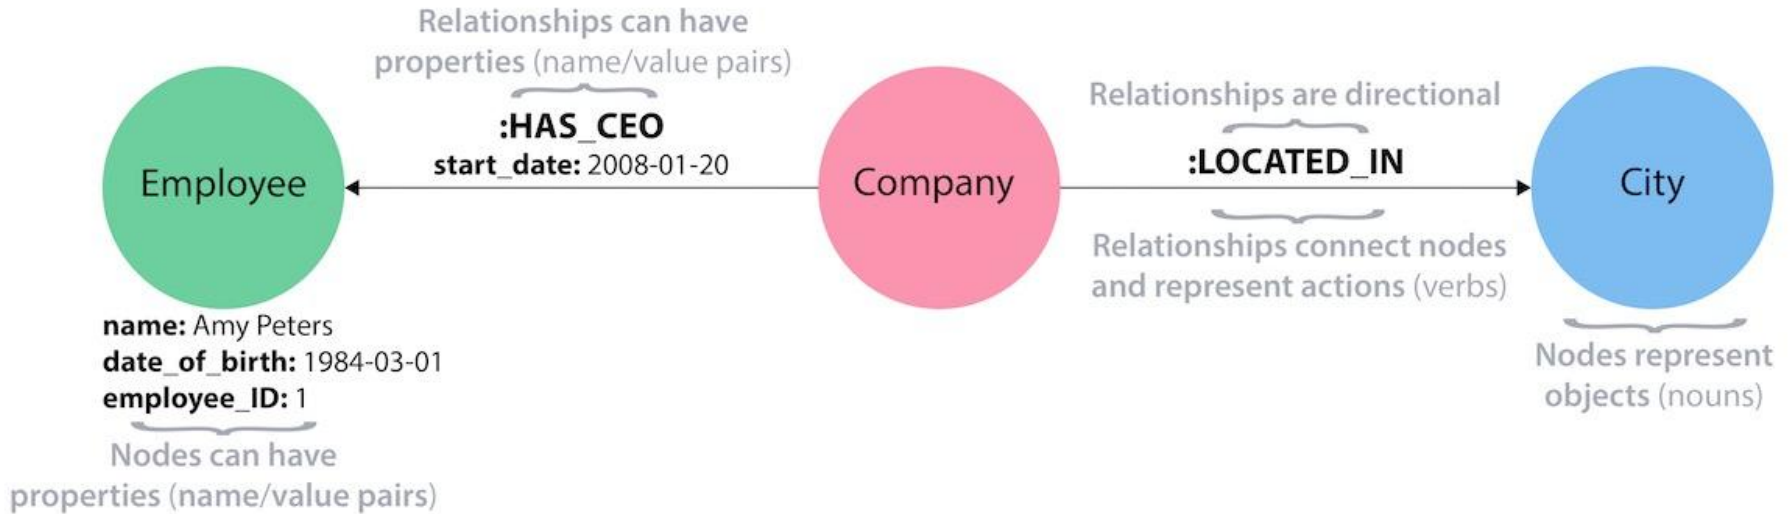 Relationships can have
properties (name/value pairs)
:HAS_CEO
start_date: 2008-01-20
Relationships are directional
:LOCATED_IN
Employee
Company
City
Relationships connect nodes
and represent actions (verbs)
name: Amy Peters
date_of_birth: 1984-03-01
employee_ID: 1
Nodes can have
properties (name/value pairs)
Nodes represent
objects (nouns)